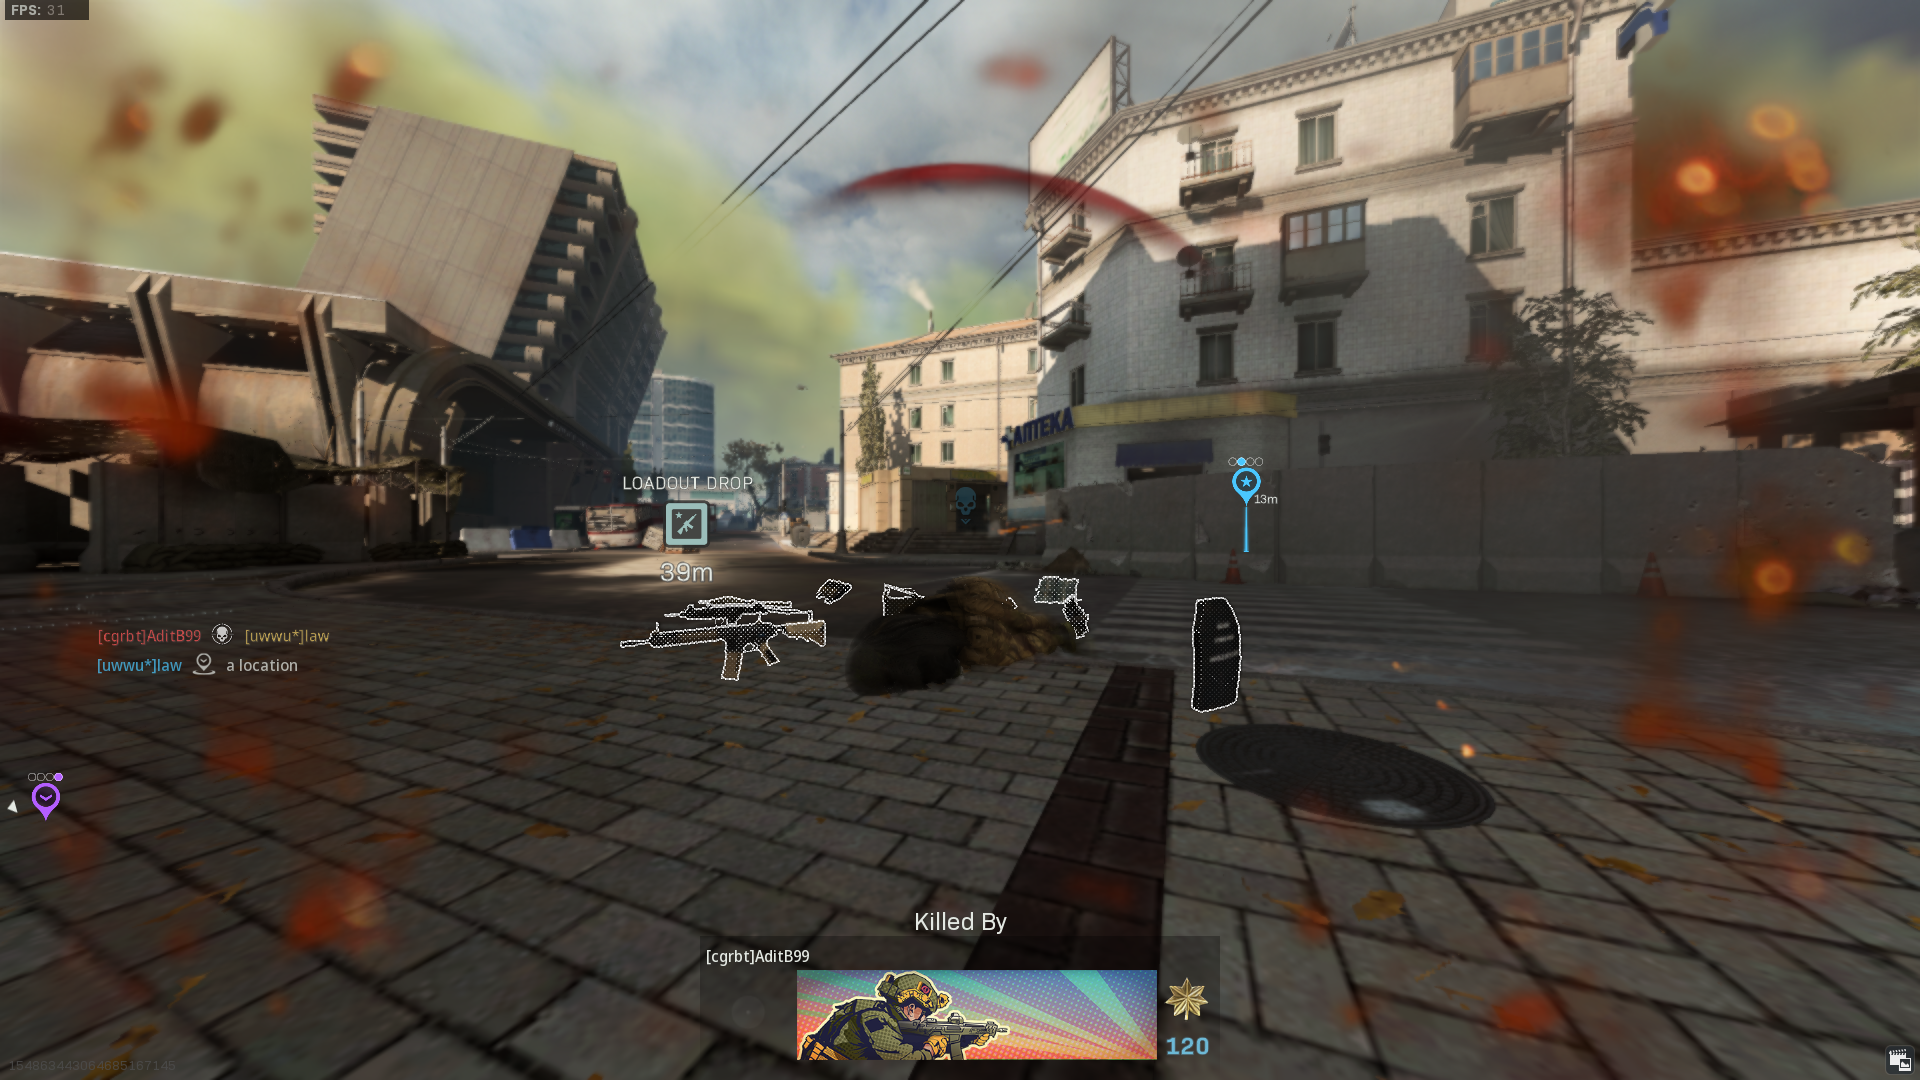 FPS: 31
АПТЕКА
LOADOUT DROP
39m
13m
[cgrbt]AditB99 [uwwu*]law
[uwwu*]law a location
Killed By
[cgrbt]AditB99
120